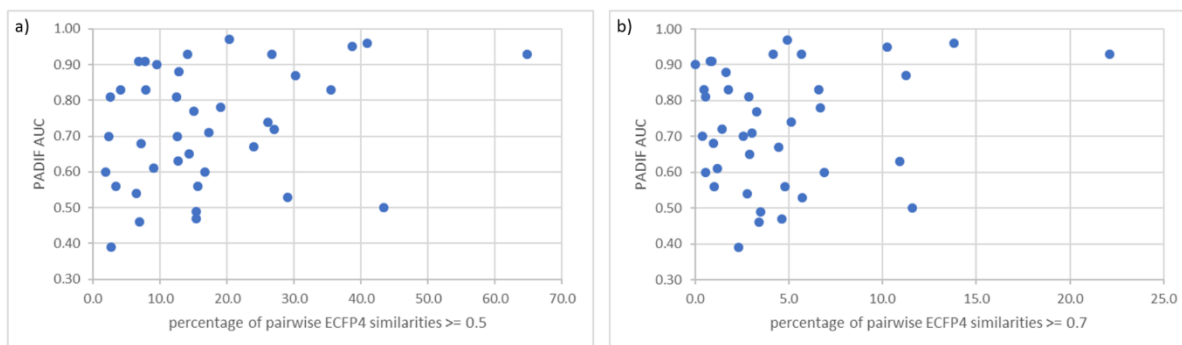 a)
1.00
0.90
0.80
0.70
0.60
0.50
0.40
0.30
PADIF AUC
0.0 10.0 20.0 30.0 40.0 50.0 60.0 70.0
percentage of pairwise ECFP4 similarities >= 0.5
b)
1.00
0.90
0.80
0.70
0.60
0.50
0.40
0.30
PADIF AUC
0.0 5.0 10.0 15.0 20.0 25.0
percentage of pairwise ECFP4 similarities >= 0.7